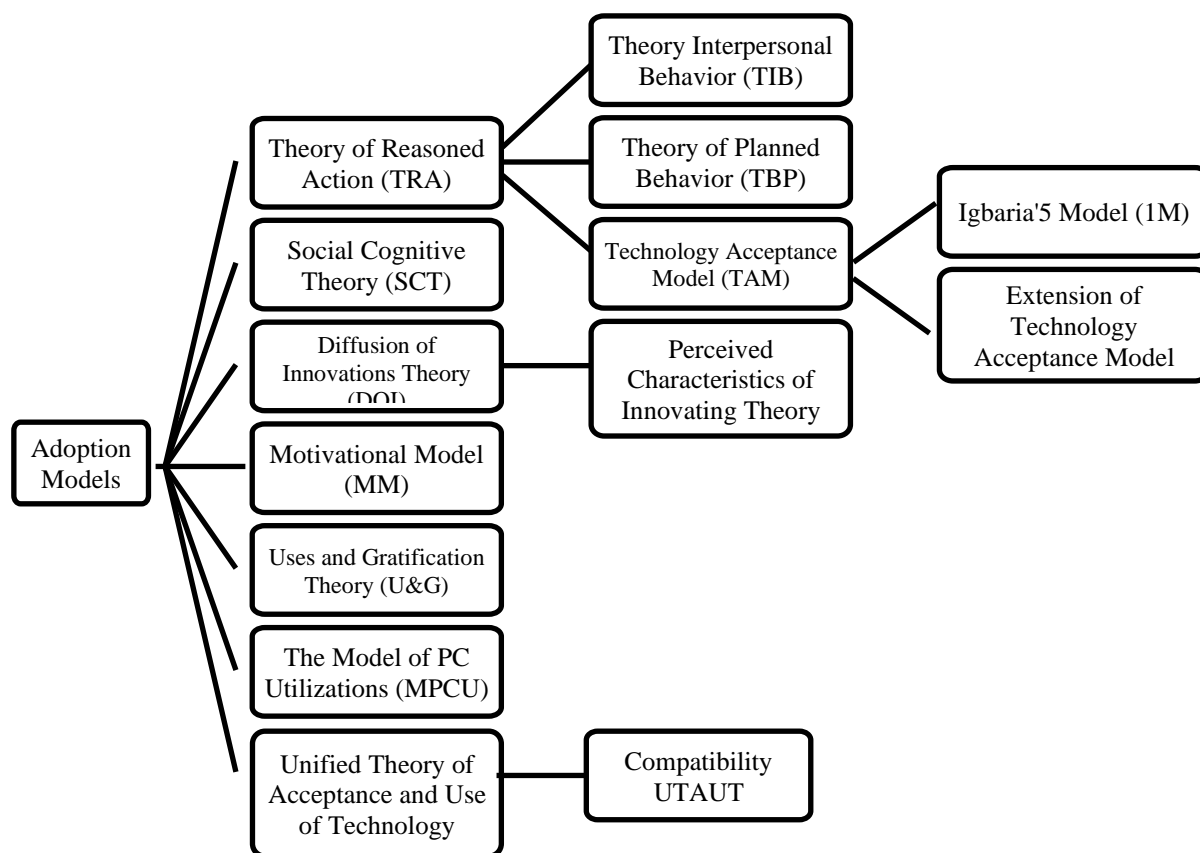 Adoption
Models
Theory of Reasoned
Action (TRA)
Social Cognitive
Theory (SCT)
Diffusion of
Innovations Theory
(DOI)
Motivational Model
(MM)
Uses and Gratification
Theory (U&G)
The Model of PC
Utilizations (MPCU)
Unified Theory of
Acceptance and Use
of Technology
Theory Interpersonal
Behavior (TIB)
Theory of Planned
Behavior (TBP)
Technology Acceptance
Model (TAM)
Perceived
Characteristics of
Innovating Theory
Compatibility
UTAUT
Igbaria'5 Model (1M)
Extension of
Technology
Acceptance Model